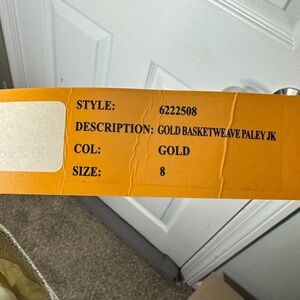 STYLE: 6222508
DESCRIPTION: GOLD BASKETWEAVE PALEY JK
COL: GOLD
SIZE: 8